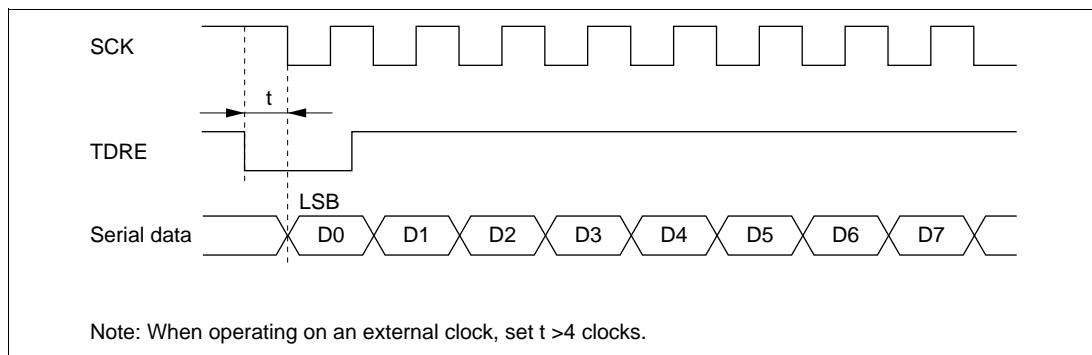 SCK
t
TDRE
LSB
Serial data D0 D1 D2 D3 D4 D5 D6 D7
Note: When operating on an external clock, set t >4 clocks.